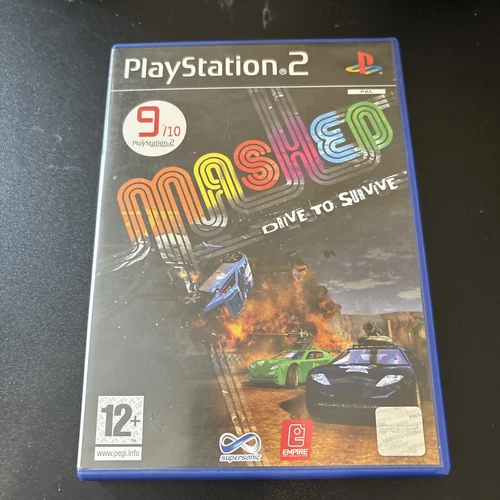 PlayStation®2
PAL
9/10
PlayStation.2
MASHED
DRIVE TO SURVIVE
12+
www.pegi.info
supersonic
EMPIRE